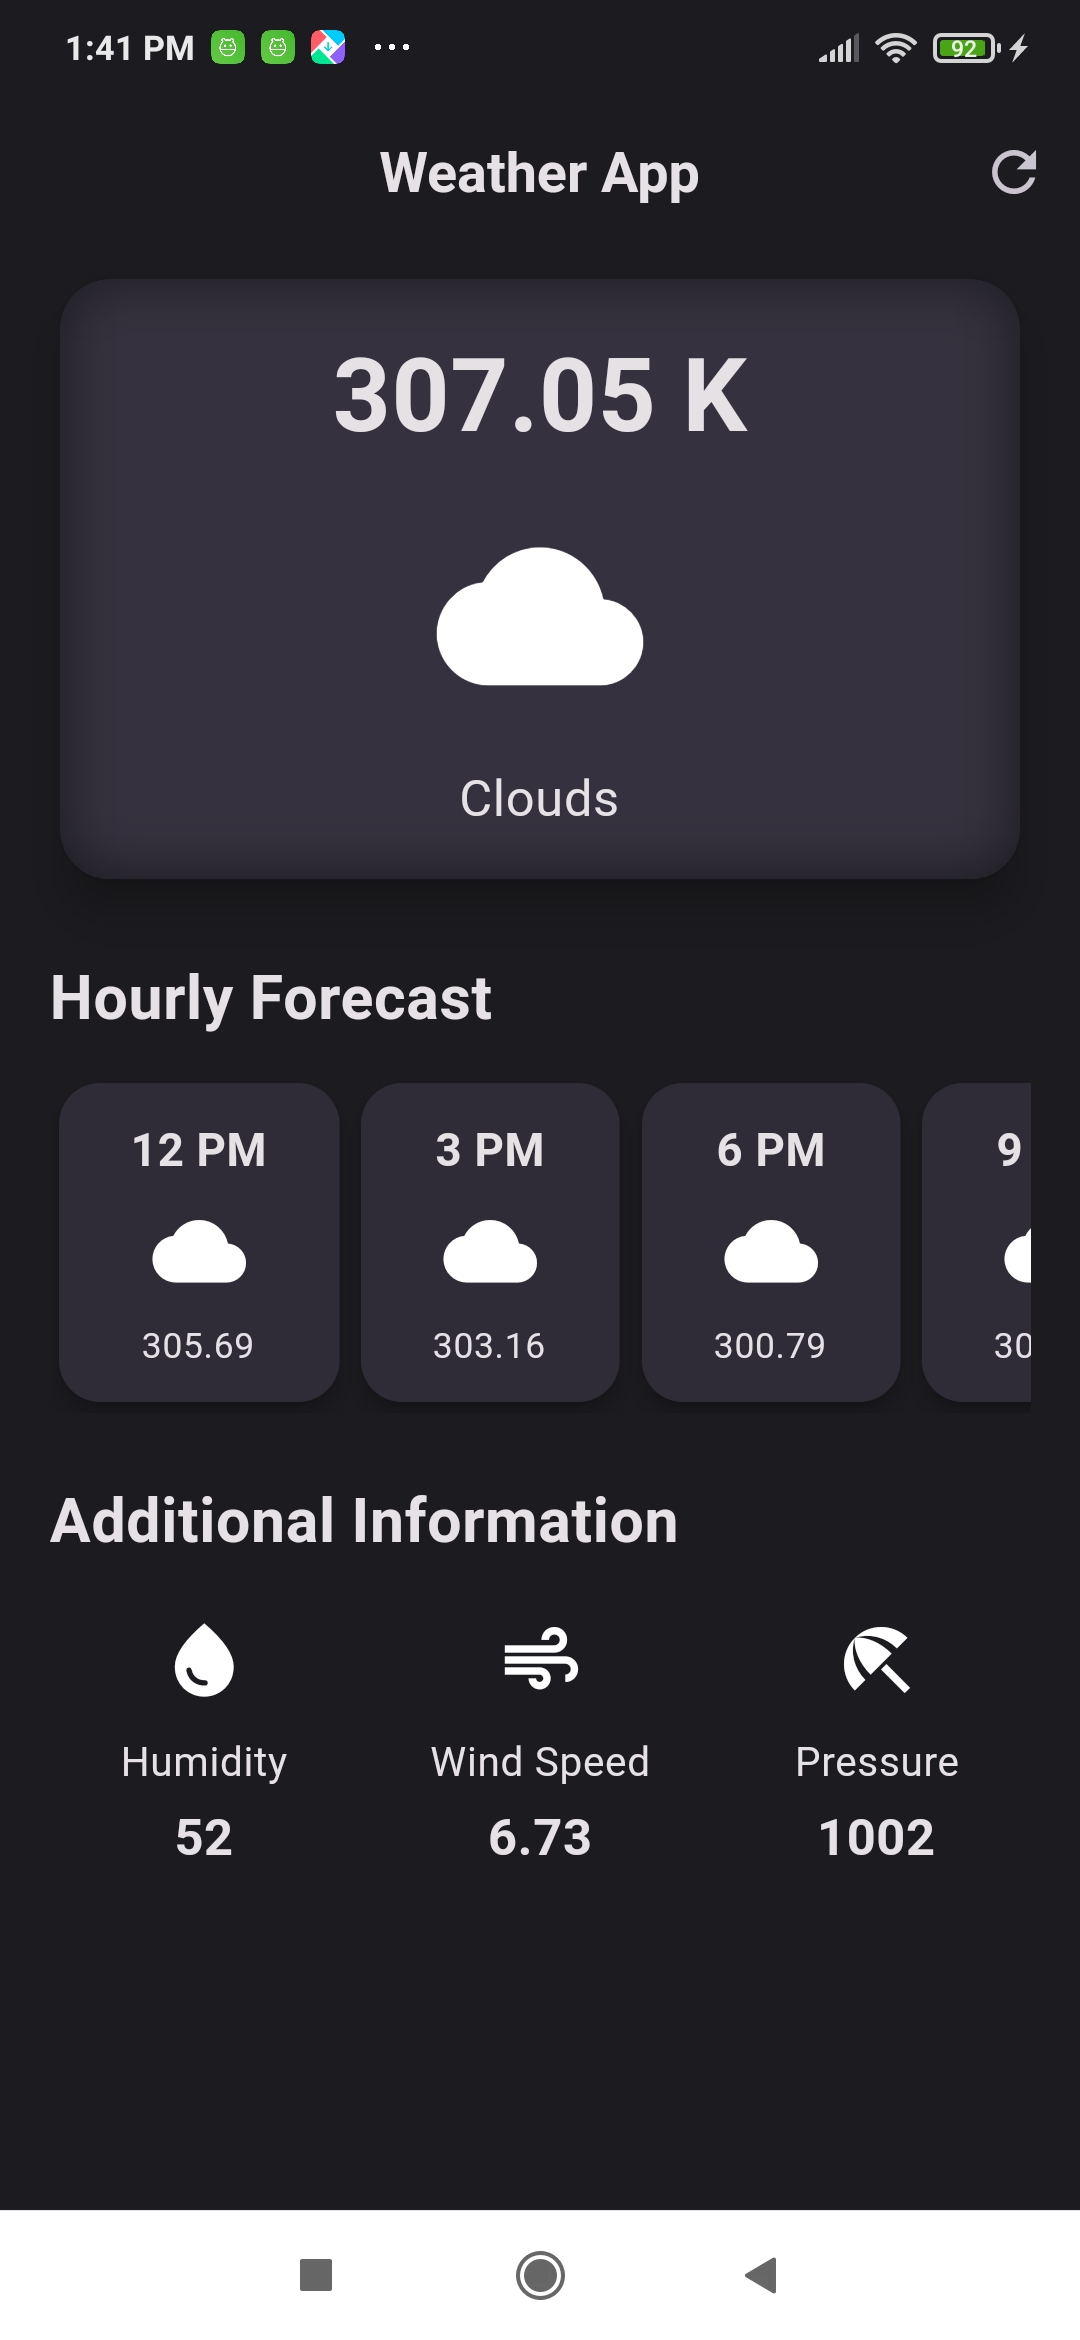 1:41 PM
92
Weather App
307.05 K
Clouds
Hourly Forecast
12 PM 3 PM 6 PM 9
305.69 303.16 300.79 30
Additional Information
Humidity Wind Speed Pressure
52 6.73 1002